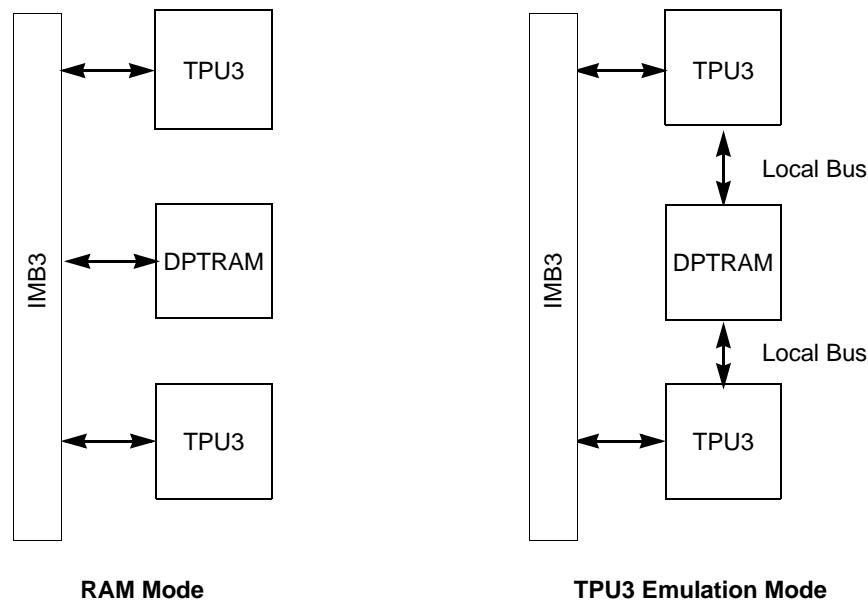 TPU3
DPTRAM
TPU3
IMB3
RAM Mode
TPU3
Local Bus
DPTRAM
Local Bus
TPU3
IMB3
TPU3 Emulation Mode